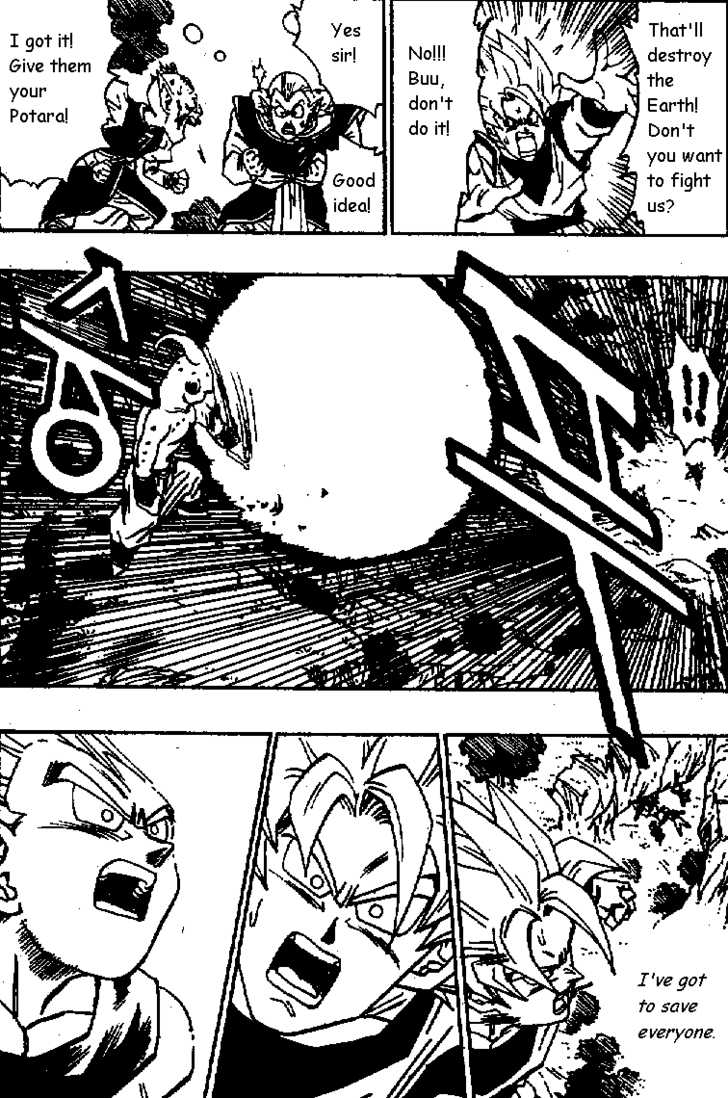 I got it!
Give them
your
Potara!
Yes
sir!
Good
idea!
No!!!
Buu,
don't
do it!
That'll
destroy
the
Earth!
Don't
you want
to fight
us?
!!
I've got
to save
everyone.